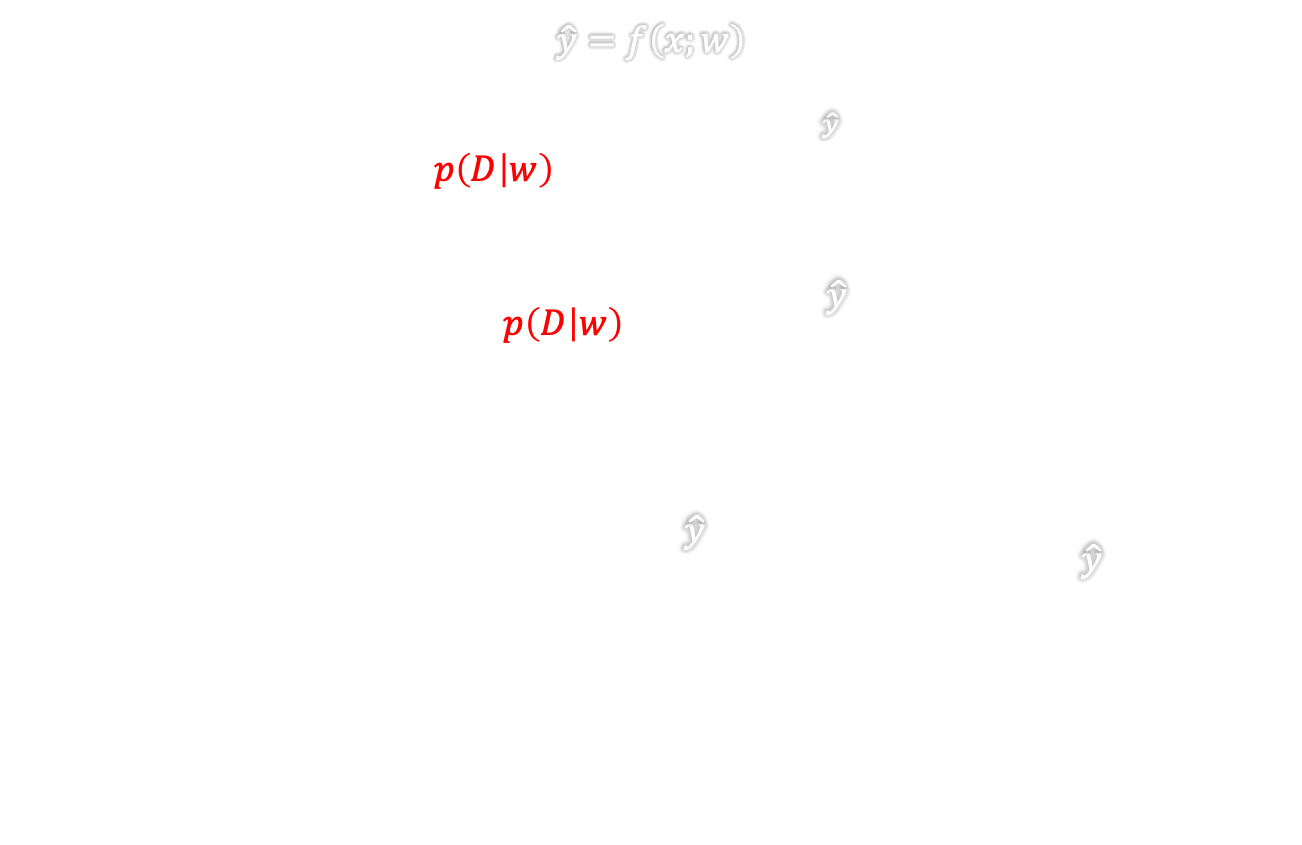 ŷ = f(x; w)
ŷ
p(D|w)
ŷ
p(D|w)
ŷ
ŷ